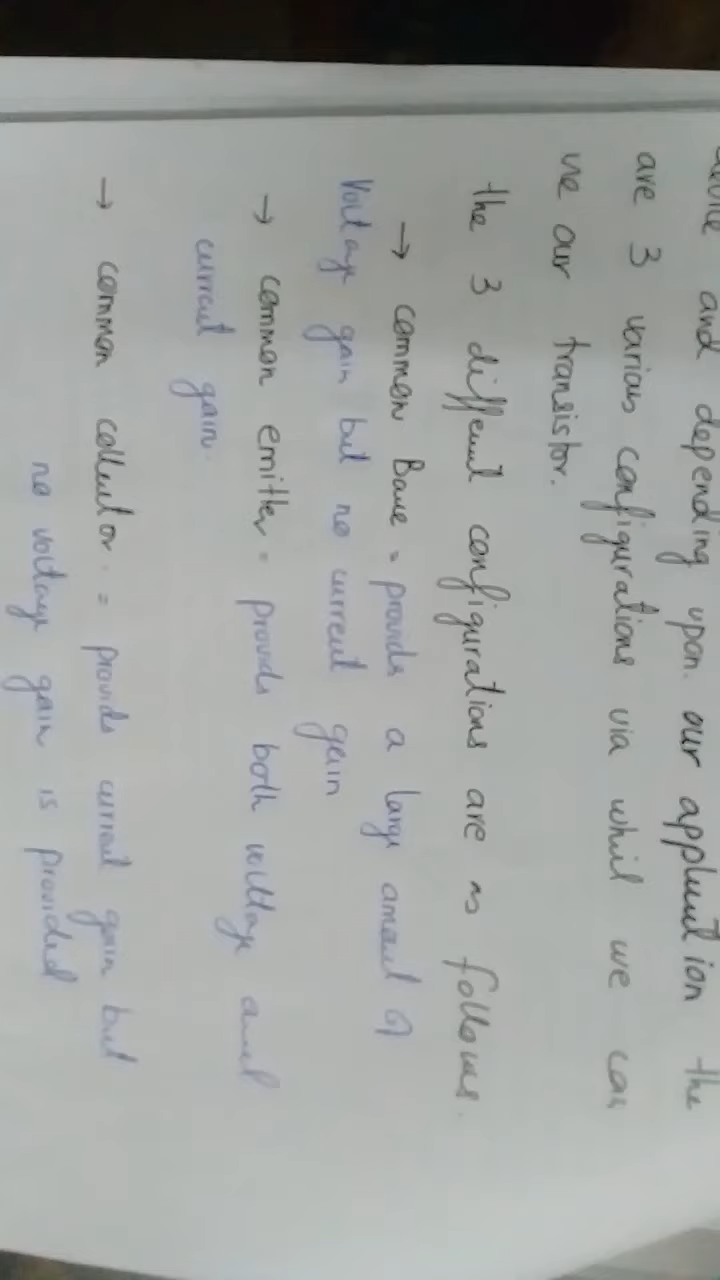 and depending upon. our application the
are 3 various configurations via which we can
use our transistor.
the 3 different configurations are as follows.
→ common Base = provides a large amount of
Voltage gain but no current gain
→ common emitter = provides both voltage and
current gain.
→ common collector. = provides current gain but
no voltage gain is provided